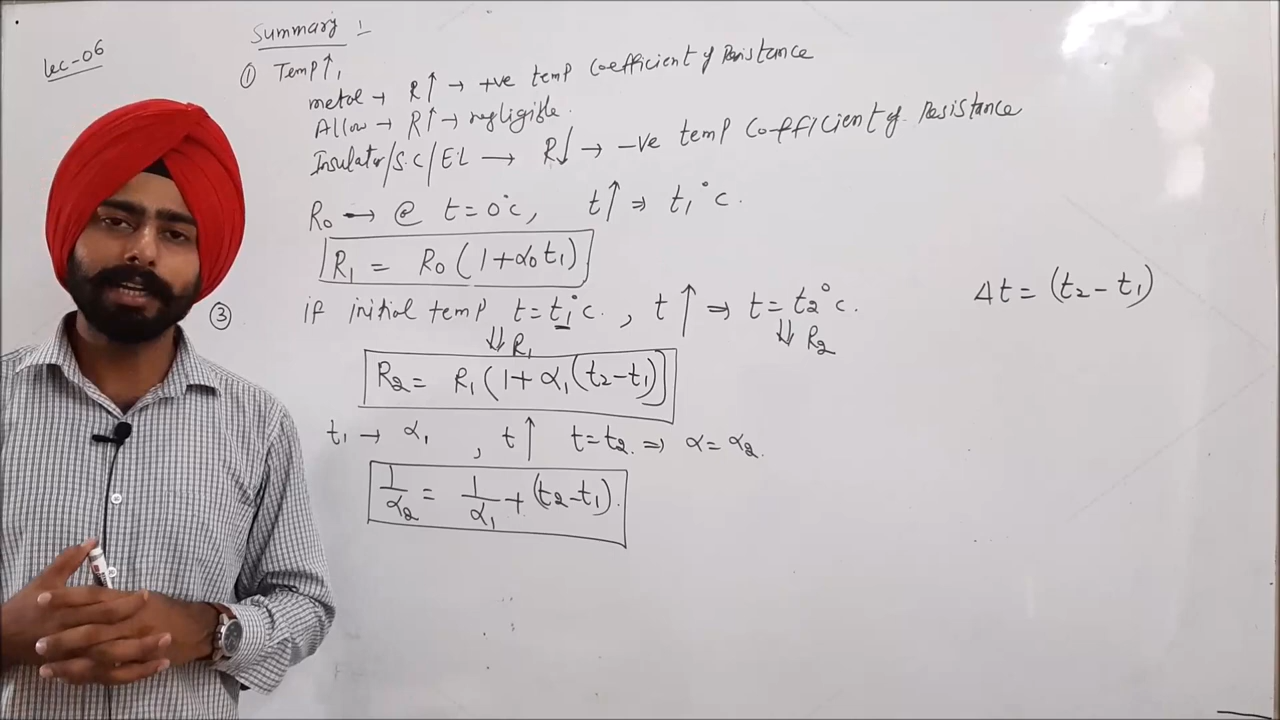 Lec-06
Summary :
① Temp↑,
metal → R↑ → +ve temp Coefficient of Resistance
Allow → R↑ → negligible.
Insulator/S.C/E.L → R↓ → -ve temp Coefficient of Resistance
R₀ → @ t=0°c, t↑ ⇒ t₁°c.
R₁ = R₀(1+α₀t₁)
③ if initial temp t=t₁°c. , t↑ ⇒ t=t₂°c.
⇓R₁ ⇓R₂
Δt = (t₂-t₁)
R₂ = R₁(1+α₁(t₂-t₁))
t₁ → α₁ , t↑ t=t₂. ⇒ α=α₂.
1/α₂ = 1/α₁ + (t₂-t₁).